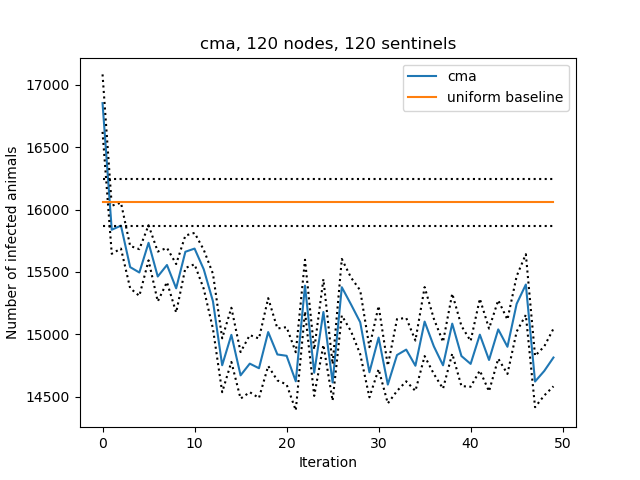 cma, 120 nodes, 120 sentinels
cma
uniform baseline
Number of infected animals
17000
16500
16000
15500
15000
14500
0 10 20 30 40 50
Iteration